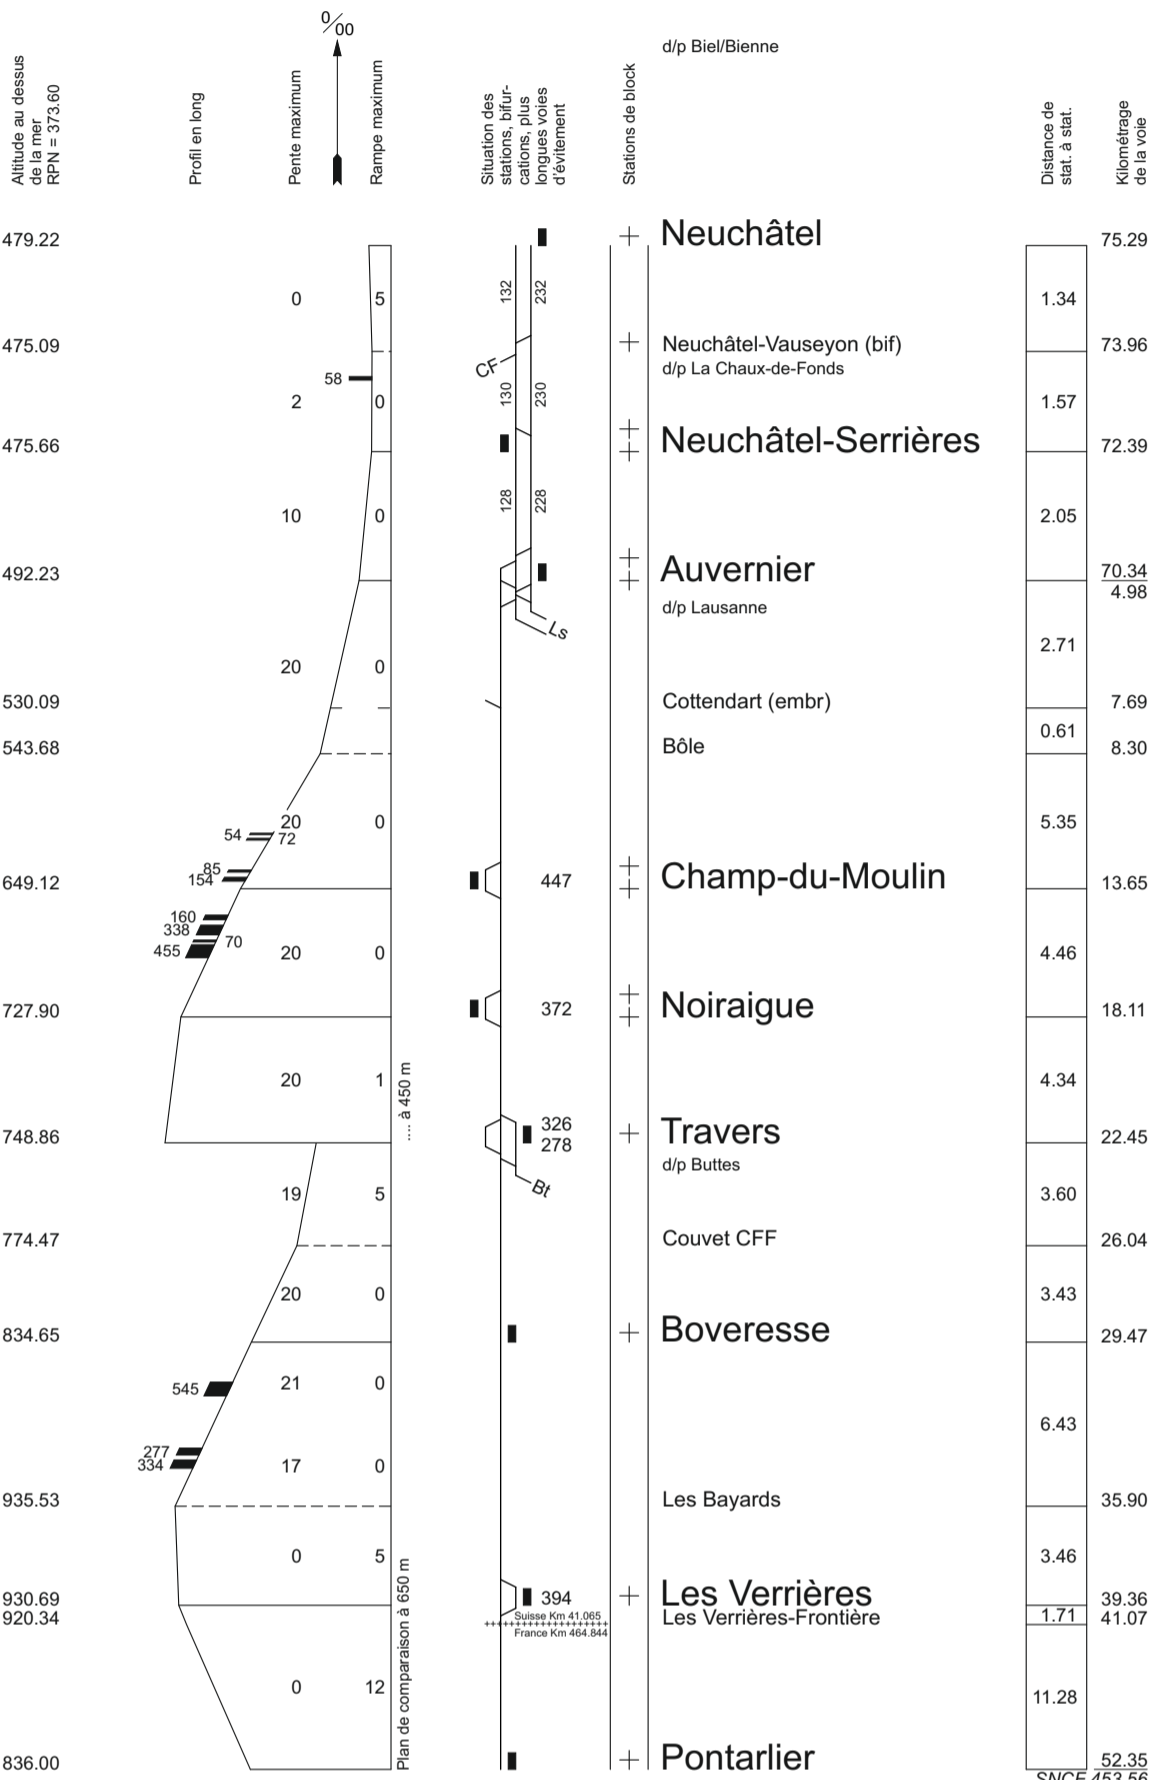 0/00
d/p Biel/Bienne
Altitude au dessus
de la mer
RPN = 373.60
Profil en long
Pente maximum
Rampe maximum
Situation des
stations, bifur-
cations, plus
longues voies
d'évitement
Stations de block
Distance de
stat. à stat.
Kilométrage
de la voie
479.22 Neuchâtel 75.29
0 5 132 232 1.34
475.09 Neuchâtel-Vauseyon (bif) 73.96
CF d/p La Chaux-de-Fonds
58
2 0 130 230 1.57
475.66 Neuchâtel-Serrières 72.39
10 0 128 228 2.05
492.23 Auvernier 70.34
4.98
d/p Lausanne
Ls
20 0 2.71
530.09 Cottendart (embr) 7.69
0.61
543.68 Bôle 8.30
20 0 5.35
54 72
85
154
649.12 447 Champ-du-Moulin 13.65
160
338
70
455 20 0 4.46
727.90 372 Noiraigue 18.11
20 1 4.34
.... à 450 m
326
748.86 278 Travers 22.45
d/p Buttes
Bt
19 5 3.60
774.47 Couvet CFF 26.04
20 0 3.43
834.65 Boveresse 29.47
545 21 0
6.43
277
334 17 0
935.53 Les Bayards 35.90
0 5 3.46
930.69 394 Les Verrières 39.36
Suisse Km 41.065
920.34 Les Verrières-Frontière 1.71 41.07
France Km 464.844
0 12 11.28
Plan de comparaison à 650 m
836.00 Pontarlier 52.35
SNCF 453.56